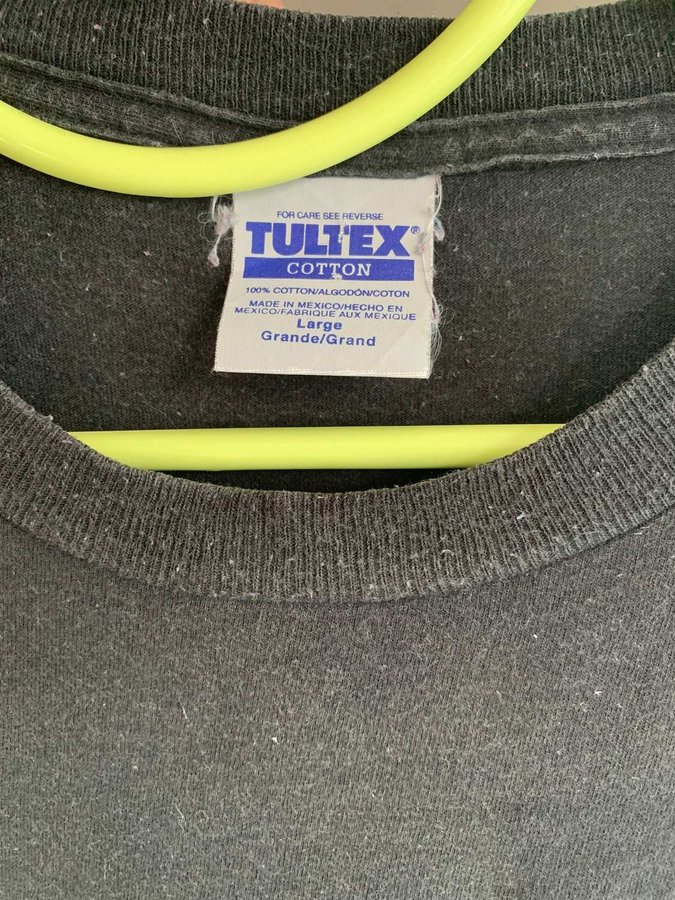 FOR CARE SEE REVERSE
TULTEX®
COTTON
100% COTTON/ALGODÓN/COTON
MADE IN MEXICO/HECHO EN
MEXICO/FABRIQUE AUX MEXIQUE
Large
Grande/Grand